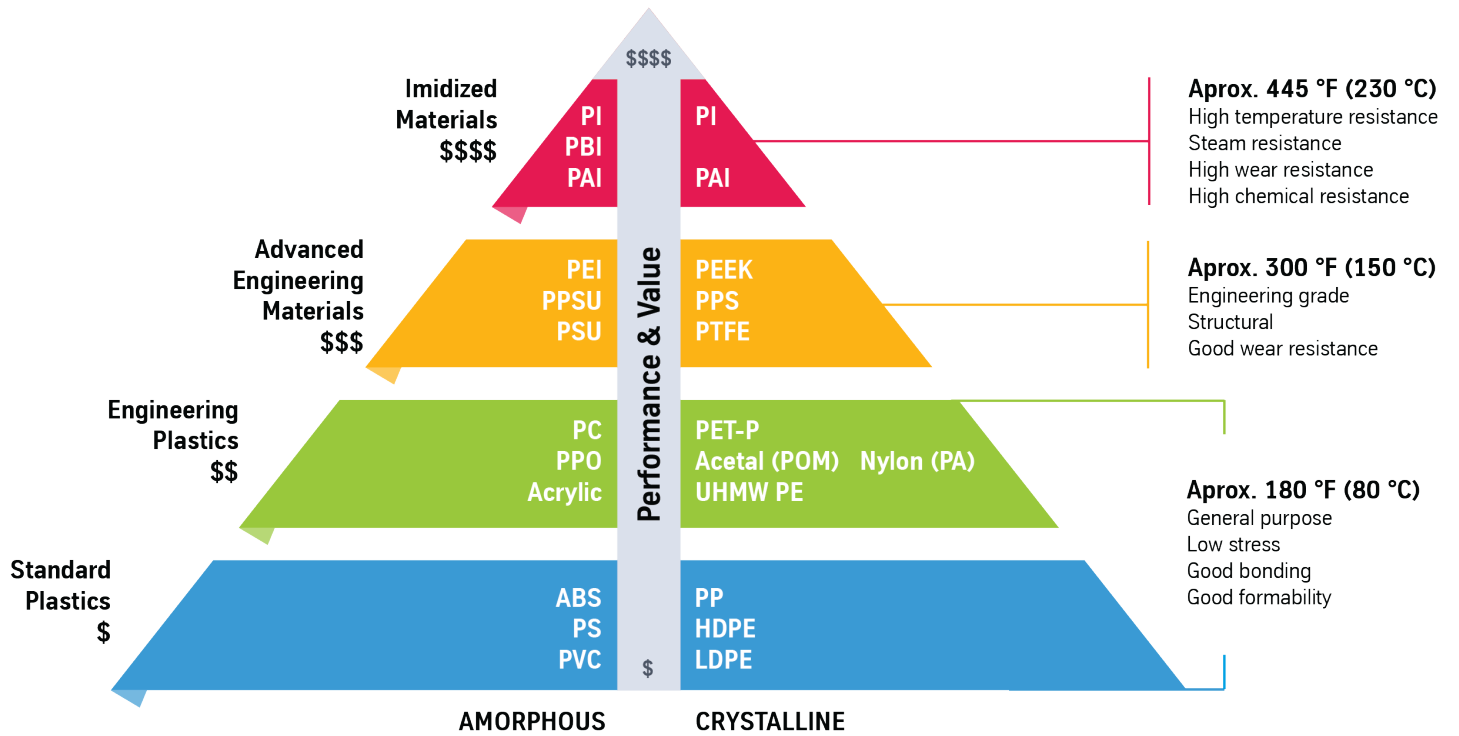 $$$$
Imidized
Materials
$$$$
PI
PBI
PAI
PI
PAI
Aprox. 445 °F (230 °C)
High temperature resistance
Steam resistance
High wear resistance
High chemical resistance
Advanced
Engineering
Materials
$$$
PEI
PPSU
PSU
Performance & Value
PEEK
PPS
PTFE
Aprox. 300 °F (150 °C)
Engineering grade
Structural
Good wear resistance
Engineering
Plastics
$$
PC
PPO
Acrylic
PET-P
Acetal (POM) Nylon (PA)
UHMW PE
Aprox. 180 °F (80 °C)
General purpose
Low stress
Good bonding
Good formability
Standard
Plastics
$
ABS
PS
PVC
$
PP
HDPE
LDPE
AMORPHOUS
CRYSTALLINE